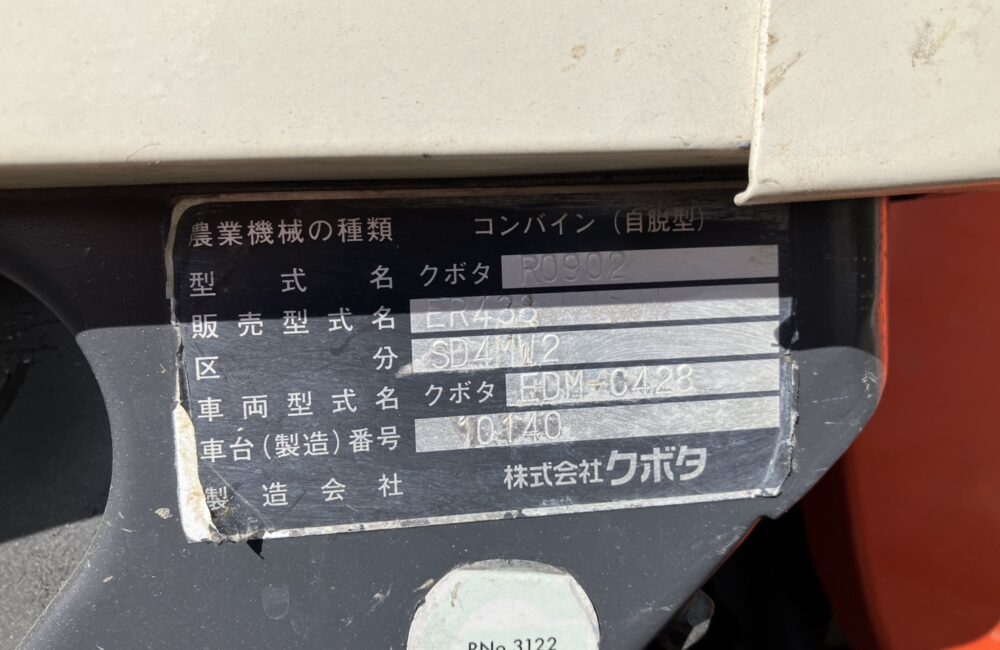 農業機械の種類 コンバイン(自脱型)
型式名 クボタ R0902
販売型式名 ER438
区分 SD4MW2
車両型式名 クボタ EDM-C428
車台(製造)番号 10140
製造会社 株式会社クボタ
PNo 3122